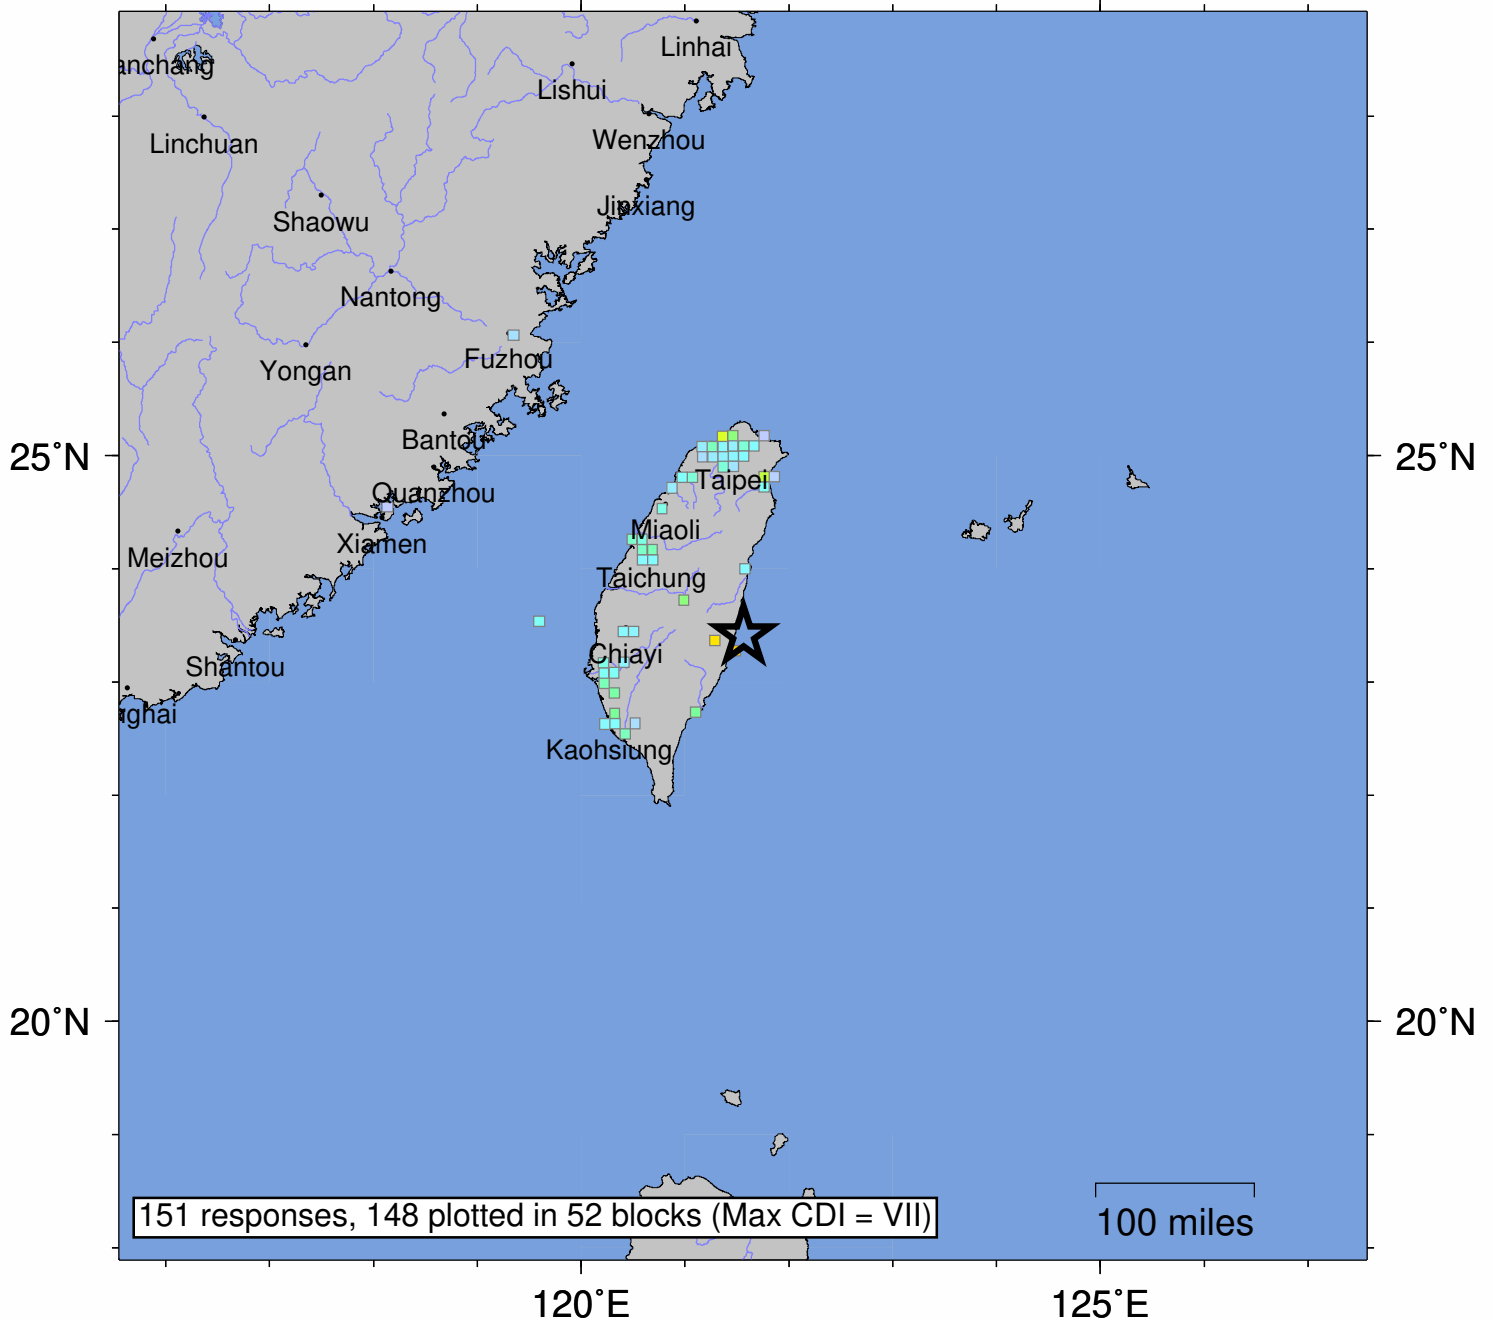 Linhai
anchang
Lishui
Linchuan
Wenzhou
Jinxiang
Shaowu
Nantong
Fuzhou
Yongan
Bantou
25°N
25°N
Taipei
Quanzhou
Miaoli
Xiamen
Meizhou
Taichung
Chiayi
Shantou
ighai
Kaohsiung
20°N
20°N
151 responses, 148 plotted in 52 blocks (Max CDI = VII)
100 miles
120°E
125°E